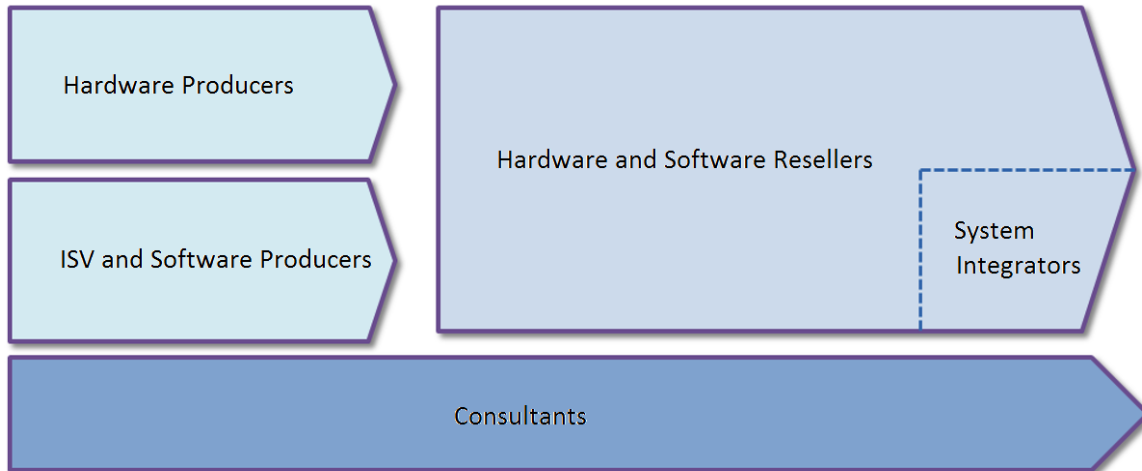 Hardware Producers
Hardware and Software Resellers
ISV and Software Producers
System
Integrators
Consultants